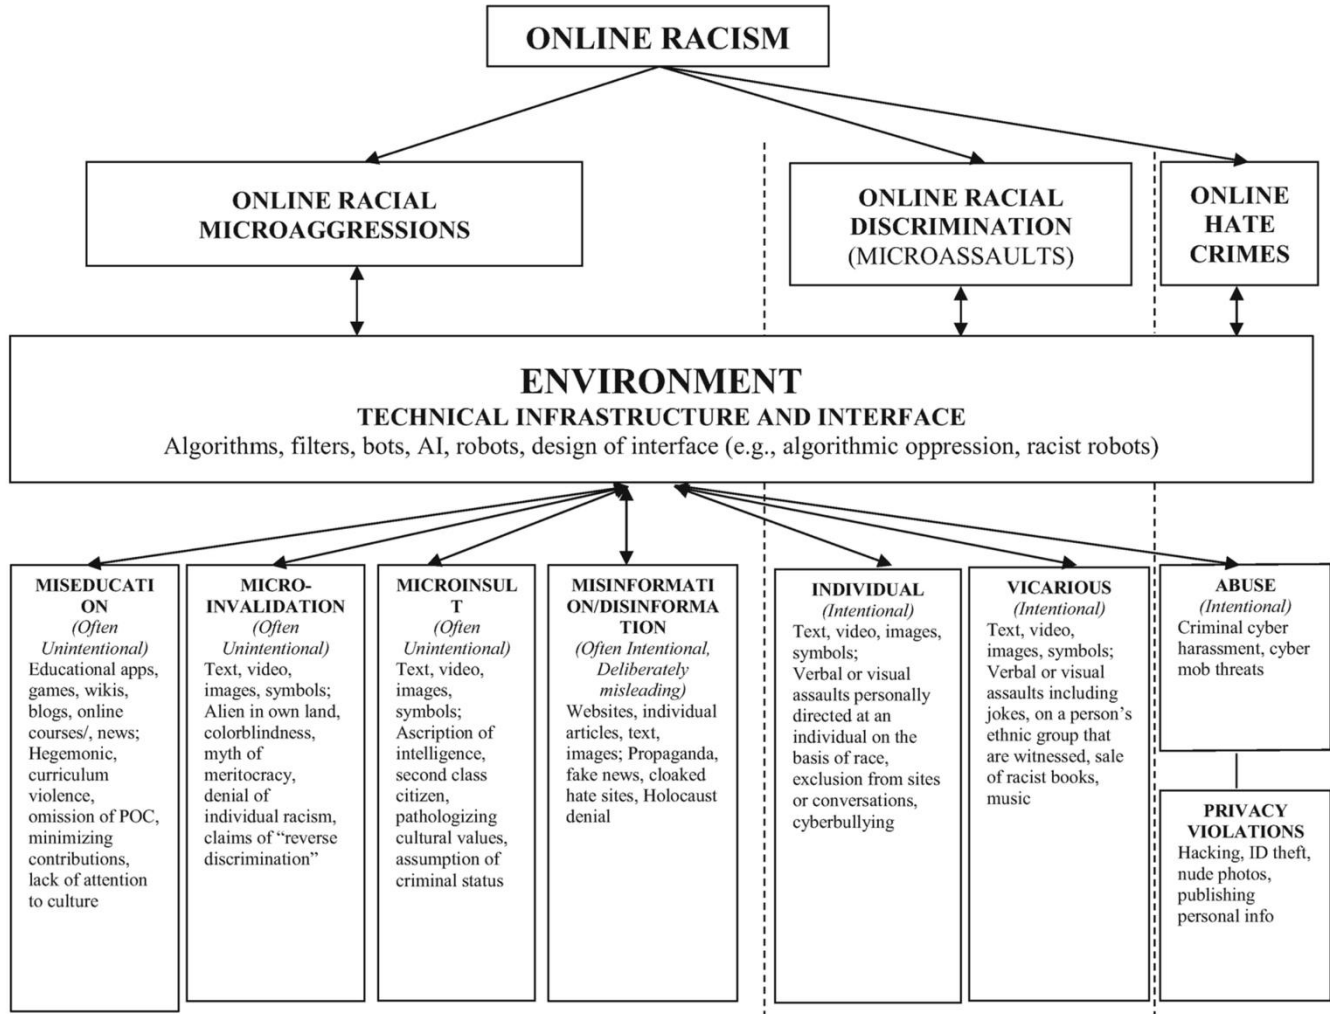 ONLINE RACISM
ONLINE RACIAL
MICROAGGRESSIONS
ONLINE RACIAL
DISCRIMINATION
(MICROASSAULTS)
ONLINE
HATE
CRIMES
ENVIRONMENT
TECHNICAL INFRASTRUCTURE AND INTERFACE
Algorithms, filters, bots, AI, robots, design of interface (e.g., algorithmic oppression, racist robots)
MISEDUCATI
ON
(Often
Unintentional)
Educational apps,
games, wikis,
blogs, online
courses/, news;
Hegemonic,
curriculum
violence,
omission of POC,
minimizing
contributions,
lack of attention
to culture
MICRO-
INVALIDATION
(Often
Unintentional)
Text, video,
images, symbols;
Alien in own land,
colorblindness,
myth of
meritocracy,
denial of
individual racism,
claims of “reverse
discrimination”
MICROINSUL
T
(Often
Unintentional)
Text, video,
images,
symbols;
Ascription of
intelligence,
second class
citizen,
pathologizing
cultural values,
assumption of
criminal status
MISINFORMATI
ON/DISINFORMA
TION
(Often Intentional,
Deliberately
misleading)
Websites, individual
articles, text,
images; Propaganda,
fake news, cloaked
hate sites, Holocaust
denial
INDIVIDUAL
(Intentional)
Text, video, images,
symbols;
Verbal or visual
assaults personally
directed at an
individual on the
basis of race,
exclusion from sites
or conversations,
cyberbullying
VICARIOUS
(Intentional)
Text, video,
images, symbols;
Verbal or visual
assaults including
jokes, on a person’s
ethnic group that
are witnessed, sale
of racist books,
music
ABUSE
(Intentional)
Criminal cyber
harassment, cyber
mob threats
PRIVACY
VIOLATIONS
Hacking, ID theft,
nude photos,
publishing
personal info